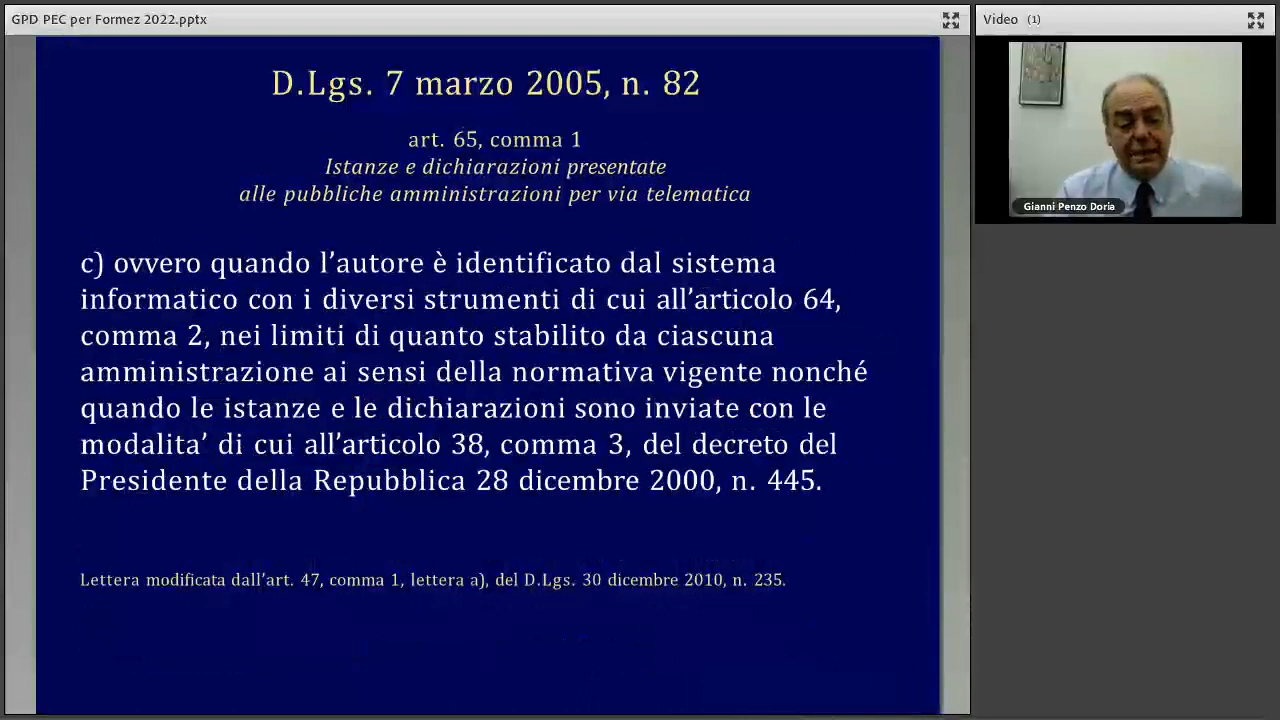 GPD PEC per Formez 2022.pptx
Video (1)
D.Lgs. 7 marzo 2005, n. 82
art. 65, comma 1
Istanze e dichiarazioni presentate
alle pubbliche amministrazioni per via telematica
c) ovvero quando l’autore è identificato dal sistema
informatico con i diversi strumenti di cui all’articolo 64,
comma 2, nei limiti di quanto stabilito da ciascuna
amministrazione ai sensi della normativa vigente nonché
quando le istanze e le dichiarazioni sono inviate con le
modalita’ di cui all’articolo 38, comma 3, del decreto del
Presidente della Repubblica 28 dicembre 2000, n. 445.
Lettera modificata dall’art. 47, comma 1, lettera a), del D.Lgs. 30 dicembre 2010, n. 235.
Gianni Penzo Doria